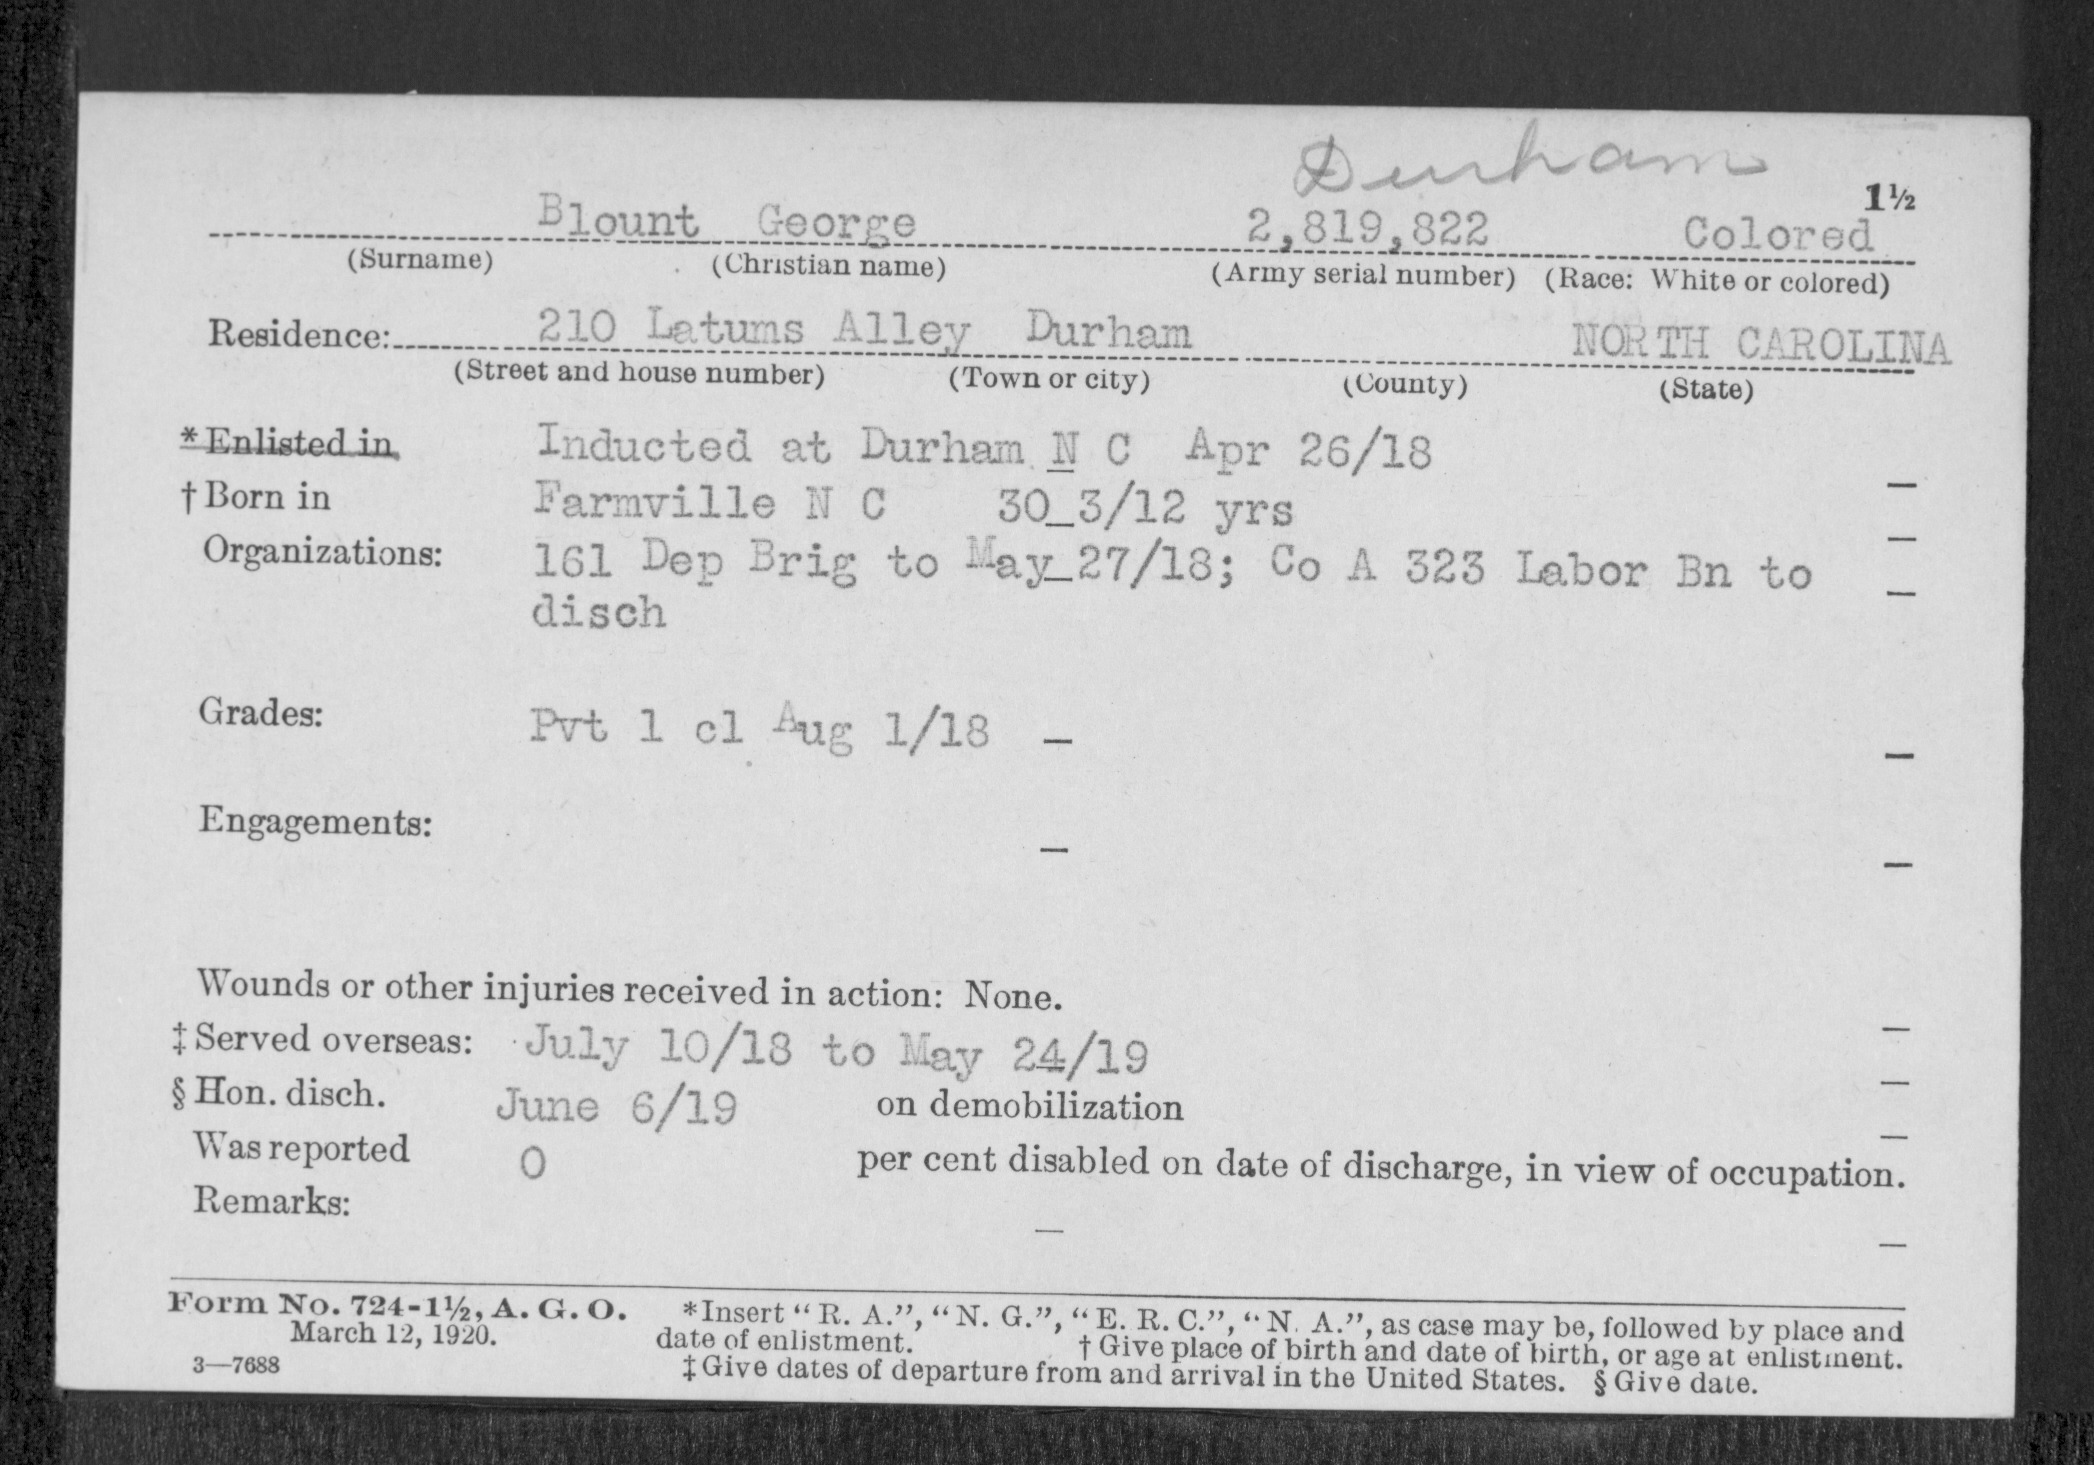 Durham
1½
Blount George 2,819,822 Colored
(Surname) (Christian name) (Army serial number) (Race: White or colored)
Residence: 210 Latums Alley Durham NORTH CAROLINA
(Street and house number) (Town or city) (County) (State)
* Enlisted in Inducted at Durham N C Apr 26/18
† Born in Farmville N C 30_3/12 yrs
Organizations: 161 Dep Brig to May_27/18; Co A 323 Labor Bn to
disch
Grades: Pvt 1 cl Aug 1/18 —
Engagements: —
Wounds or other injuries received in action: None.
‡ Served overseas: July 10/18 to May 24/19
§ Hon. disch. June 6/19 on demobilization
Was reported 0 per cent disabled on date of discharge, in view of occupation.
Remarks: —
Form No. 724-1½, A. G. O. *Insert "R. A.", "N. G.", "E. R. C.", "N. A.", as case may be, followed by place and
March 12, 1920. date of enlistment. † Give place of birth and date of birth, or age at enlistment.
3—7688 ‡ Give dates of departure from and arrival in the United States. § Give date.